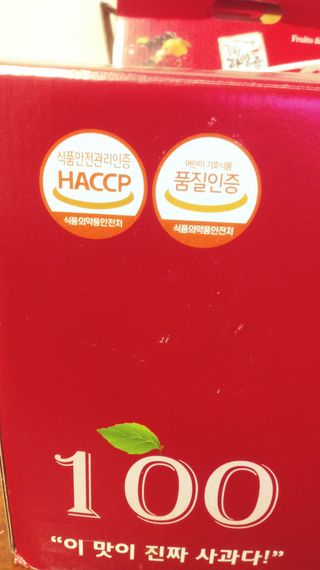 Fruits &
식품안전관리인증
HACCP
식품의약품안전처
어린이 기호식품
품질인증
식품의약품안전처
100
“이 맛이 진짜 사과다!”